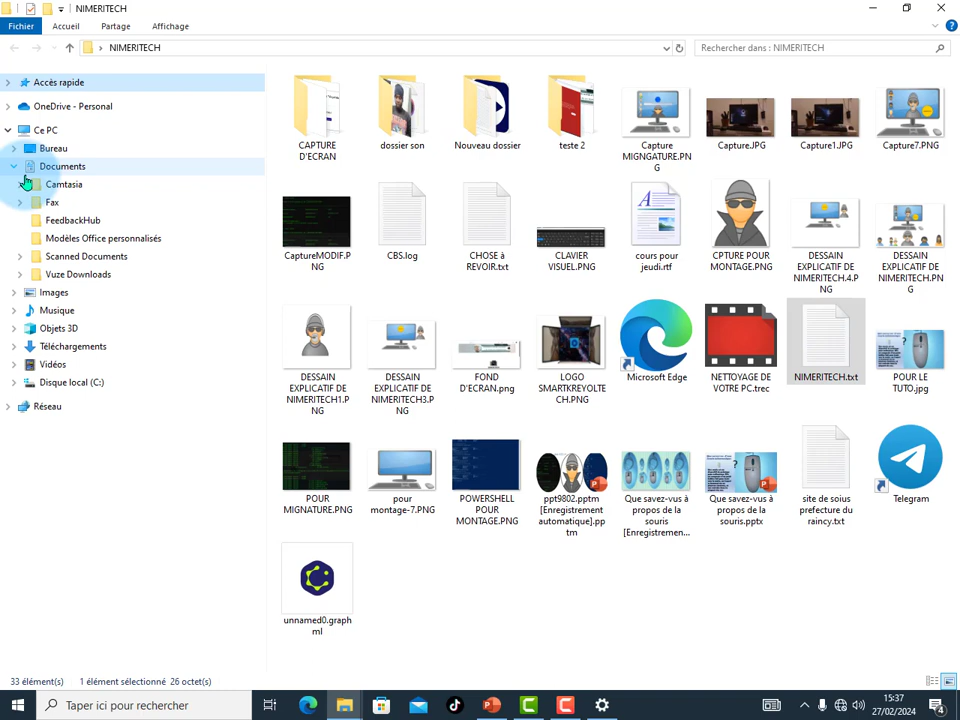 NIMERITECH
Fichier
Accueil
Partage
Affichage
NIMERITECH
Rechercher dans : NIMERITECH
Accès rapide
OneDrive - Personal
Ce PC
Bureau
Documents
Camtasia
Fax
FeedbackHub
Modèles Office personnalisés
Scanned Documents
Vuze Downloads
Images
Musique
Objets 3D
Téléchargements
Vidéos
Disque local (C:)
Réseau
CAPTURE
D'ECRAN
dossier son
Nouveau dossier
teste 2
Capture
MIGNGATURE.PN
G
Capture.JPG
Capture1.JPG
Capture7.PNG
CaptureMODIF.P
NG
CBS.log
CHOSE à
REVOIR.txt
CLAVIER
VISUEL.PNG
cours pour
jeudi.rtf
CPTURE POUR
MONTAGE.PNG
DESSAIN
EXPLICATIF DE
NIMERITECH.4.P
NG
DESSAIN
EXPLICATIF DE
NIMERITECH.PN
G
DESSAIN
EXPLICATIF DE
NIMERITECH1.P
NG
DESSAIN
EXPLICATIF DE
NIMERITECH3.P
NG
FOND
D'ECRAN.png
LOGO
SMARTKREYOLTE
CH.PNG
Microsoft Edge
NETTOYAGE DE
VOTRE PC.trec
NIMERITECH.txt
POUR LE
TUTO.jpg
POUR
MIGNATURE.PNG
pour
montage-7.PNG
POWERSHELL
POUR
MONTAGE.PNG
ppt9802.pptm
[Enregistrement
automatique].pp
tm
Que savez-vus à
propos de la
souris
[Enregistremen...
Que savez-vus à
propos de la
souris.pptx
site de soius
prefecture du
raincy.txt
Telegram
unnamed0.graph
ml
33 élément(s)
1 élément sélectionné 26 octet(s)
Taper ici pour rechercher
15:37
27/02/2024
4